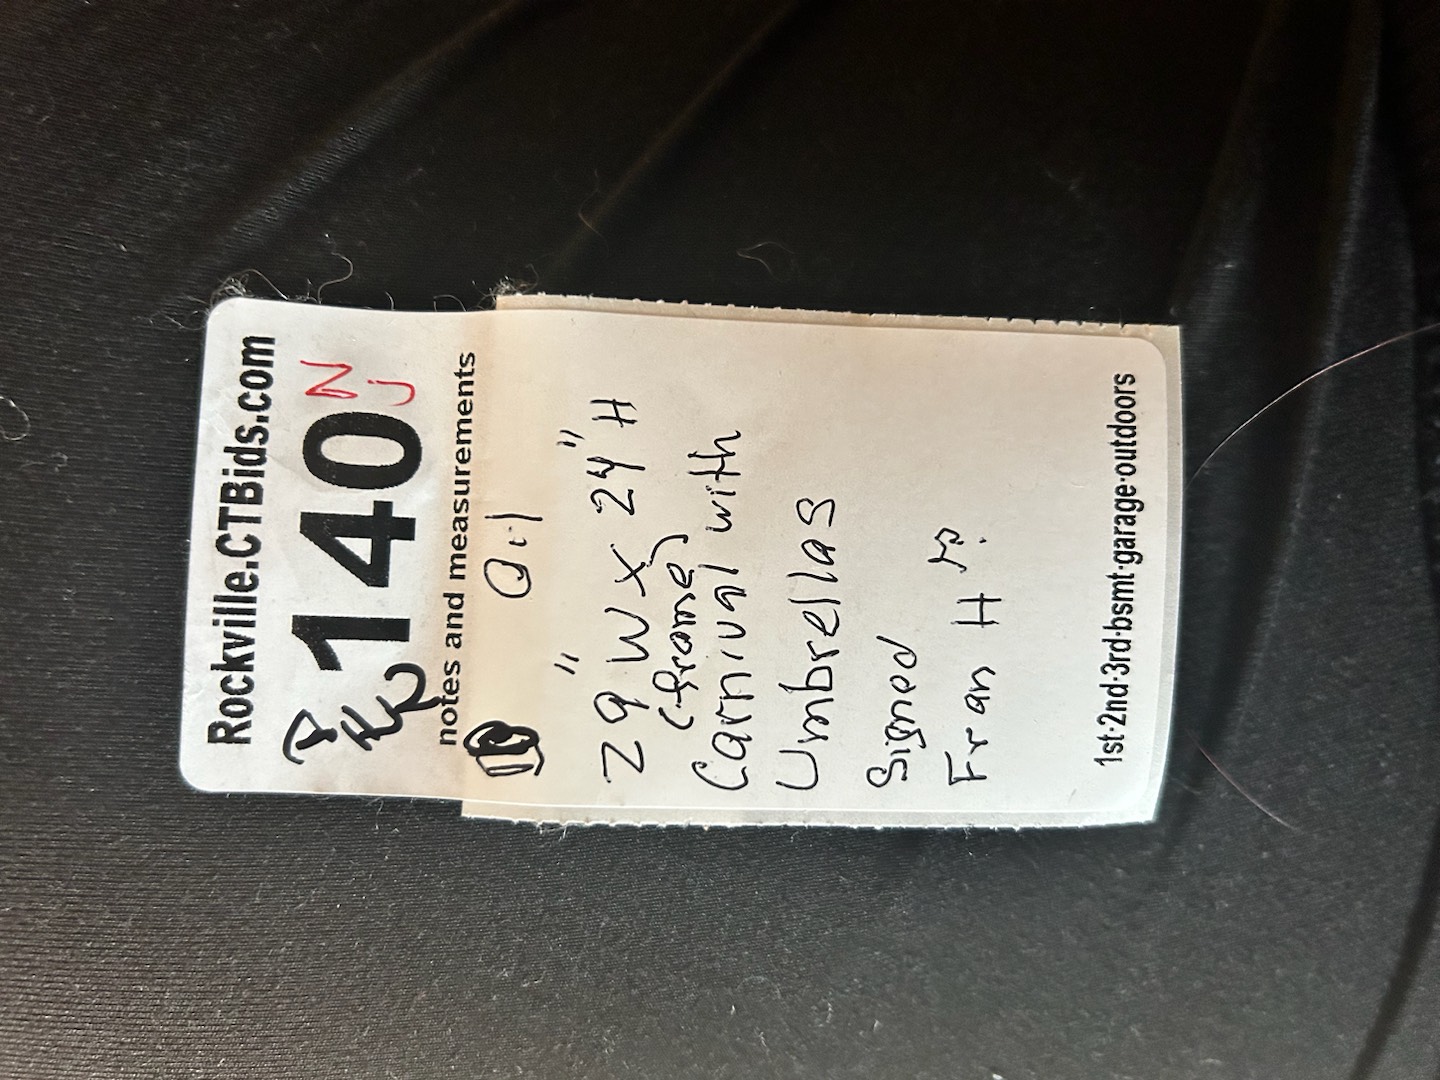 Rockville.CTBids.com
140
N
J
notes and measurements
Oil
29" W X 24" H
(frame)
Carnival with
Umbrellas
Signed
Fran H
1st·2nd·3rd·bsmt·garage·outdoors